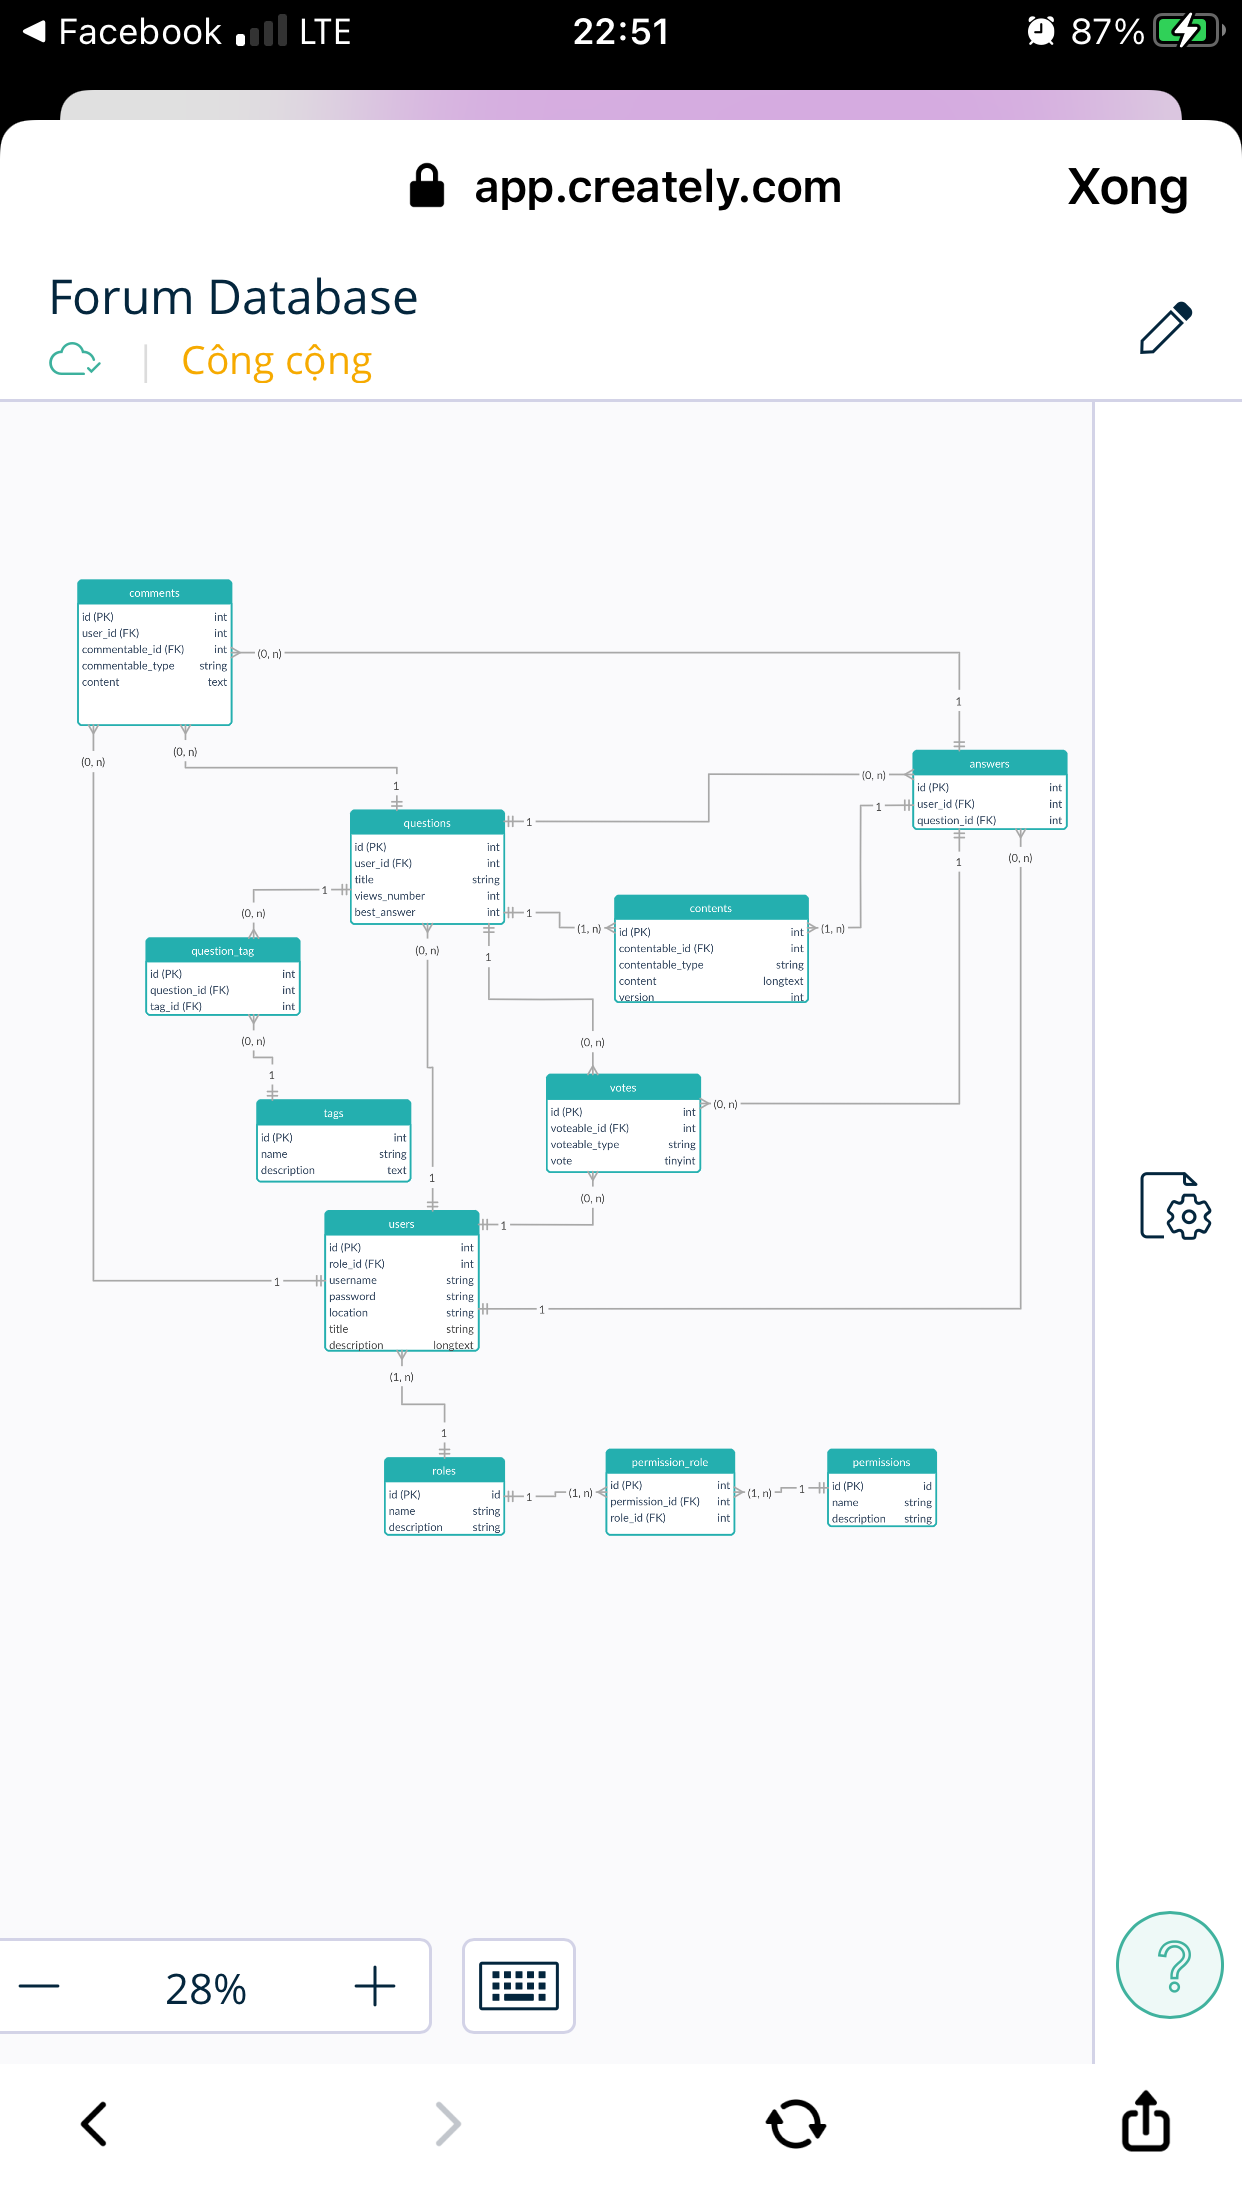 Facebook LTE 22:51 87%
app.creately.com Xong
Forum Database
Công cộng
comments
id (PK) int
user_id (FK) int
commentable_id (FK) int
commentable_type string
content text
(0, n)
1
(0, n)
(0, n)
1
answers
id (PK) int
user_id (FK) int
question_id (FK) int
(0, n)
1
1
(0, n)
questions
id (PK) int
user_id (FK) int
title string
views_number int
best_answer int
1
1
1
(0, n)
(0, n)
1
(1, n)
(1, n)
contents
id (PK) int
contentable_id (FK) int
contentable_type string
content longtext
version int
question_tag
id (PK) int
question_id (FK) int
tag_id (FK) int
(0, n)
1
(0, n)
tags
id (PK) int
name string
description text
votes
id (PK) int
voteable_id (FK) int
voteable_type string
vote tinyint
(0, n)
(0, n)
1
1
users
id (PK) int
role_id (FK) int
username string
password string
location string
title string
description longtext
1
1
(1, n)
1
roles
id (PK) id
name string
description string
1
(1, n)
permission_role
id (PK) int
permission_id (FK) int
role_id (FK) int
(1, n)
1
permissions
id (PK) id
name string
description string
28%
?